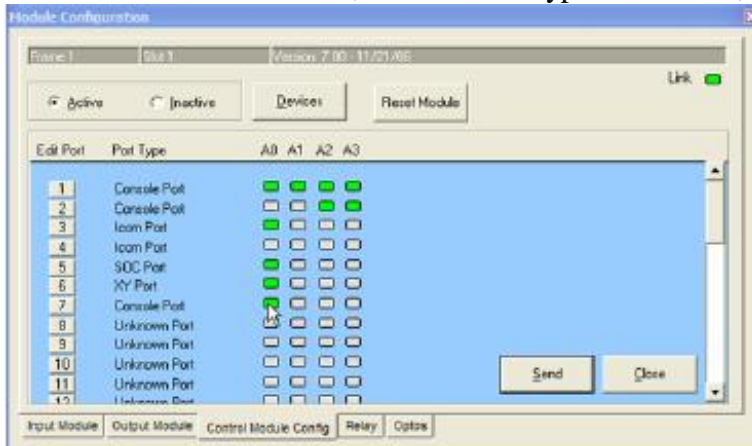 Module Configuration
Frame 1 Slot 1 Version 7.00 - 11/21/06
Link
Active Inactive Devices Reset Module
Edit Port Port Type A0 A1 A2 A3
1 Console Port
2 Console Port
3 Icom Port
4 Icom Port
5 SOC Port
6 XY Port
7 Console Port
8 Unknown Port
9 Unknown Port
10 Unknown Port
11 Unknown Port
12 Unknown Port
Send Close
Input Module Output Module Control Module Config Relay Optos